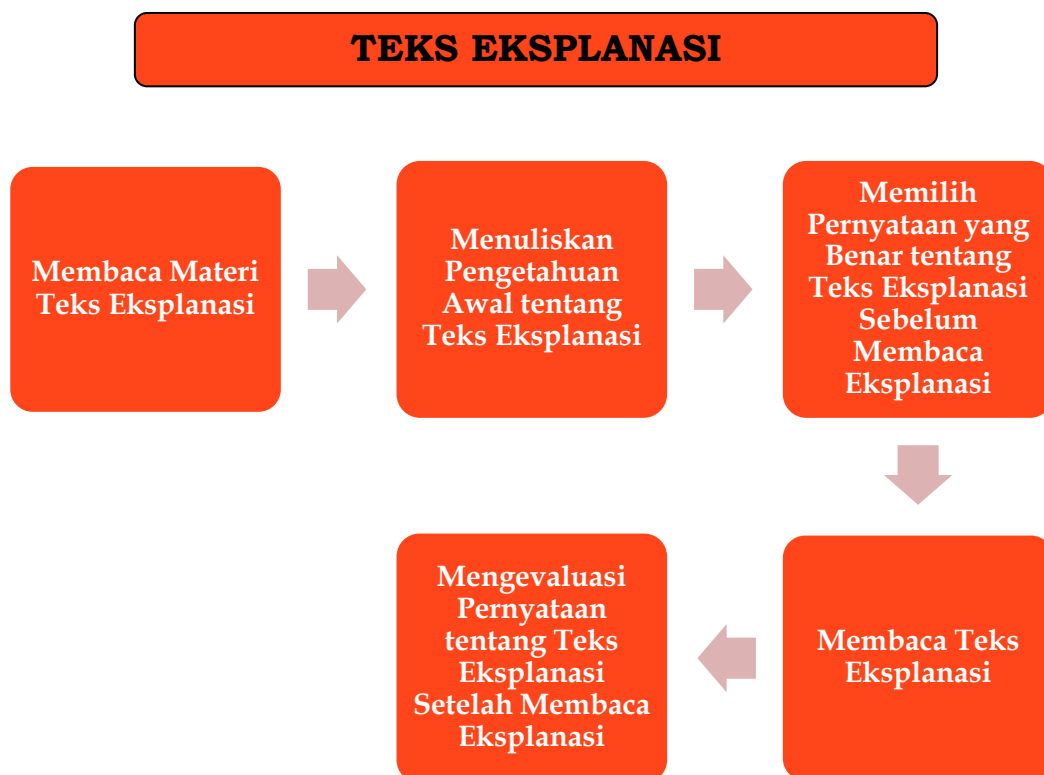 TEKS EKSPLANASI
Membaca Materi
Teks Eksplanasi
Menuliskan
Pengetahuan
Awal tentang
Teks Eksplanasi
Memilih
Pernyataan yang
Benar tentang
Teks Eksplanasi
Sebelum
Membaca
Eksplanasi
Membaca Teks
Eksplanasi
Mengevaluasi
Pernyataan
tentang Teks
Eksplanasi
Setelah Membaca
Eksplanasi